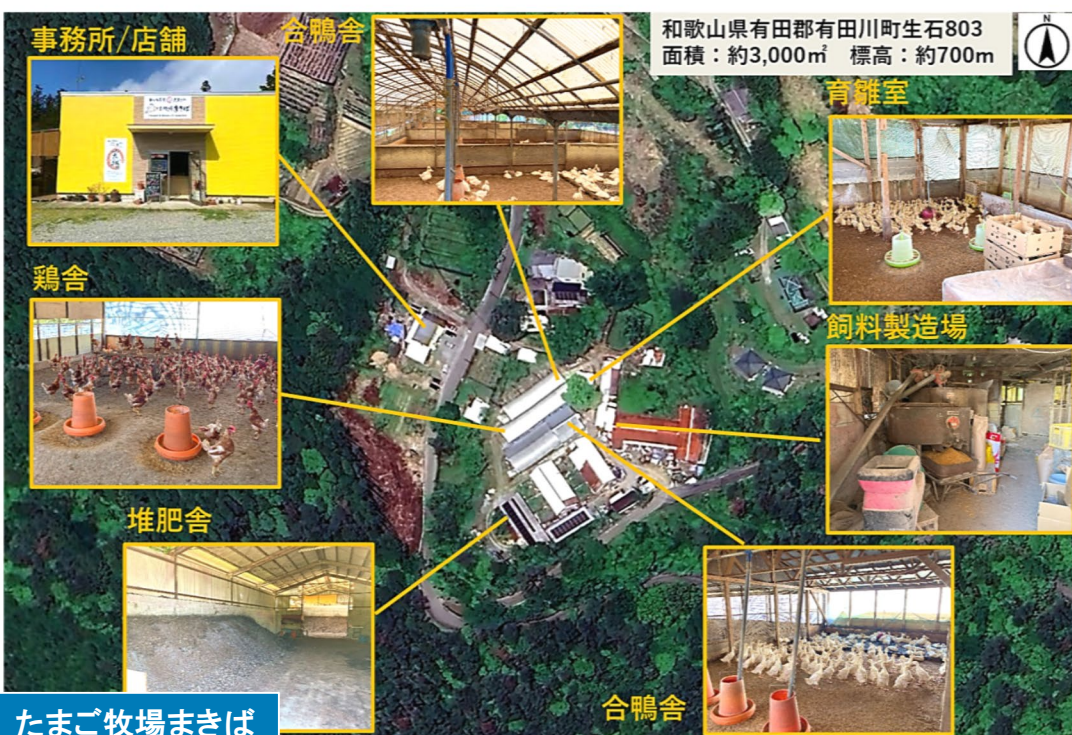 事務所/店舗
合鴨舎
和歌山県有田郡有田川町生石803
面積：約3,000㎡ 標高：約700m
N
育雛室
鶏舎
飼料製造場
堆肥舎
合鴨舎
たまご牧場まきば